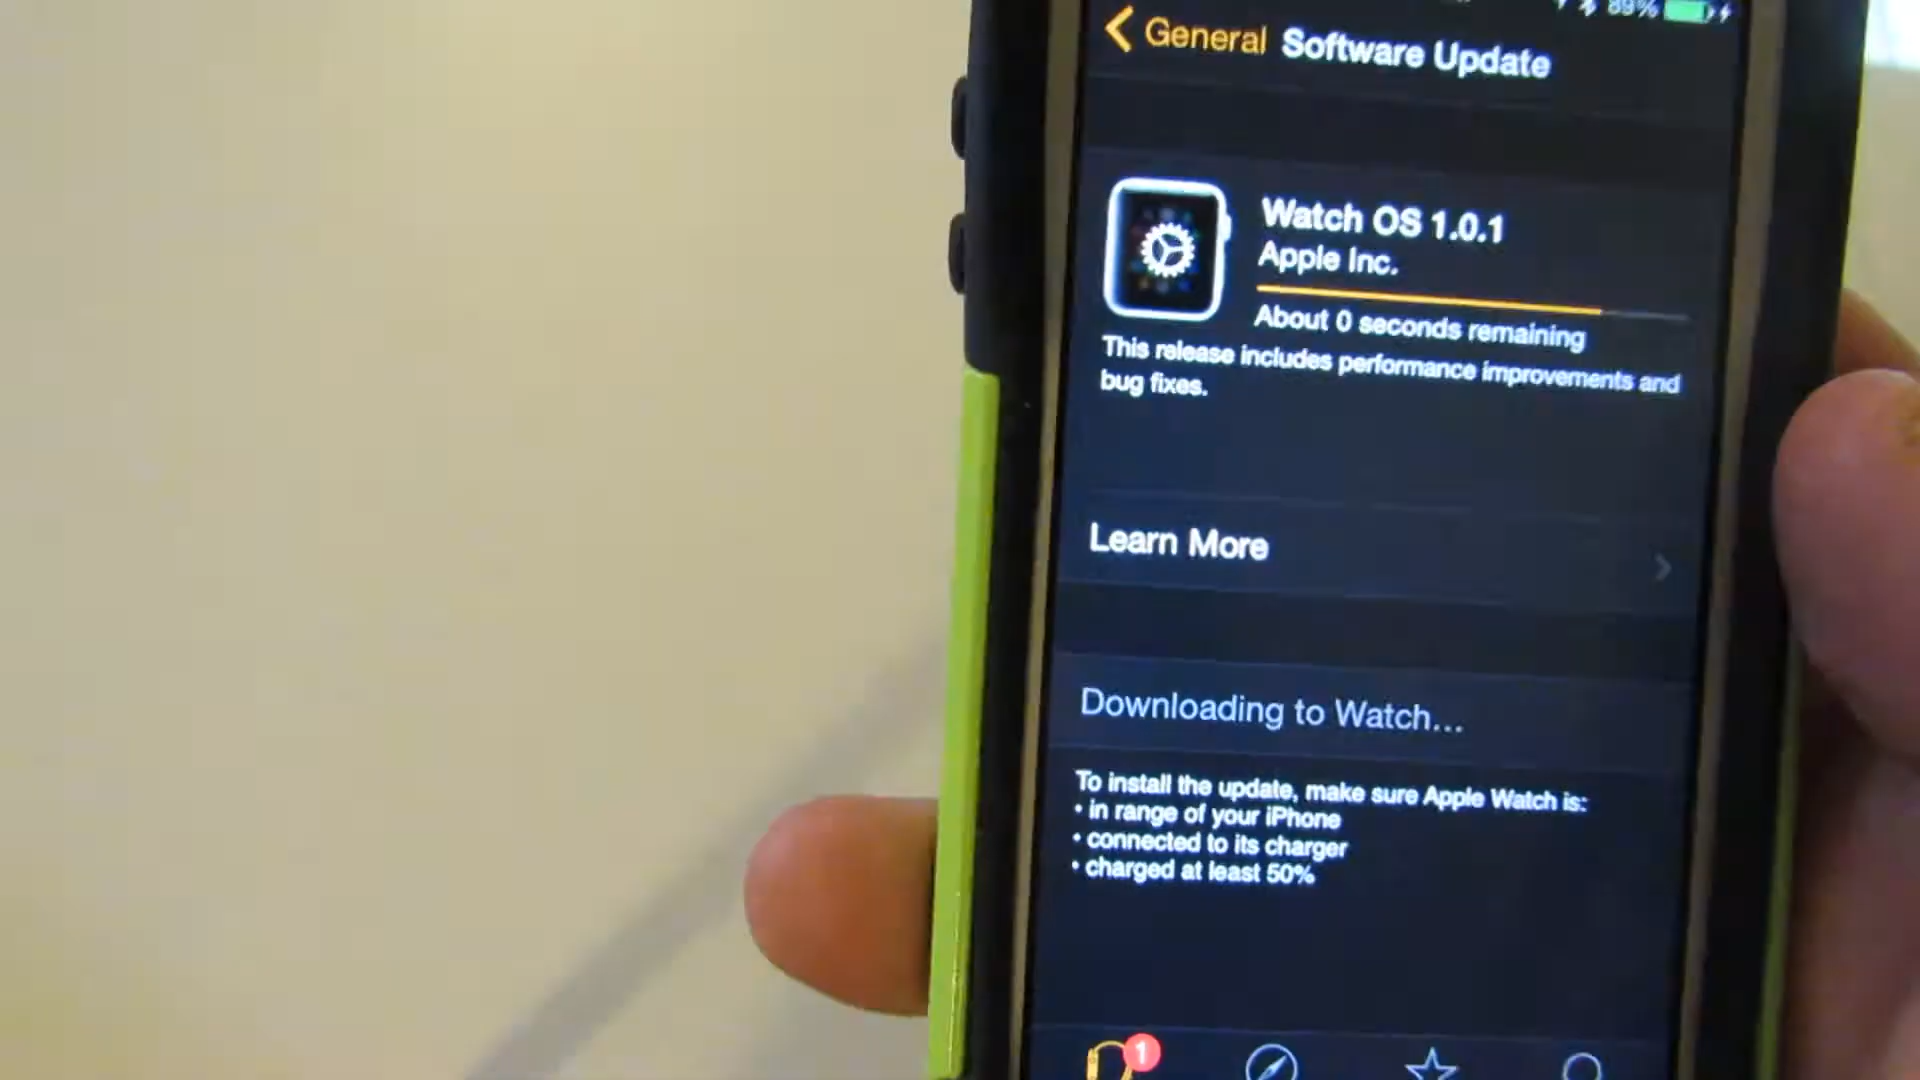 89%
General Software Update
Watch OS 1.0.1
Apple Inc.
About 0 seconds remaining
This release includes performance improvements and
bug fixes.
Learn More
Downloading to Watch...
To install the update, make sure Apple Watch is:
• in range of your iPhone
• connected to its charger
• charged at least 50%
1